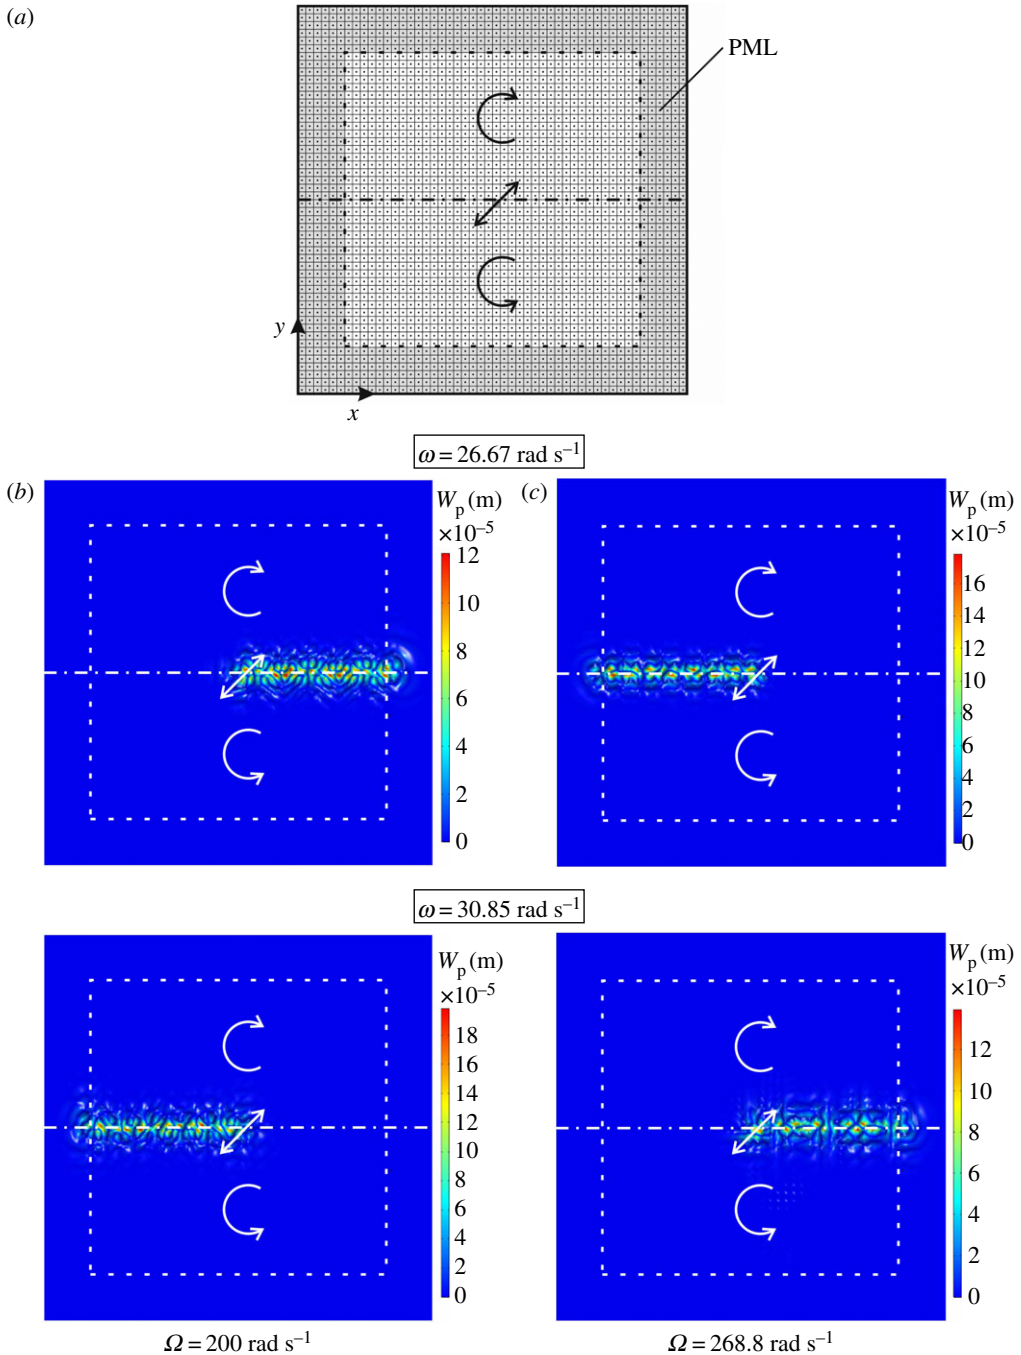 (a)
PML
y
x
ω = 26.67 rad s⁻¹
(b)
W_p (m)
×10⁻⁵
12
10
8
6
4
2
0
(c)
W_p (m)
×10⁻⁵
16
14
12
10
8
6
4
2
0
ω = 30.85 rad s⁻¹
W_p (m)
×10⁻⁵
18
16
14
12
10
8
6
4
2
0
W_p (m)
×10⁻⁵
12
10
8
6
4
2
0
Ω = 200 rad s⁻¹
Ω = 268.8 rad s⁻¹